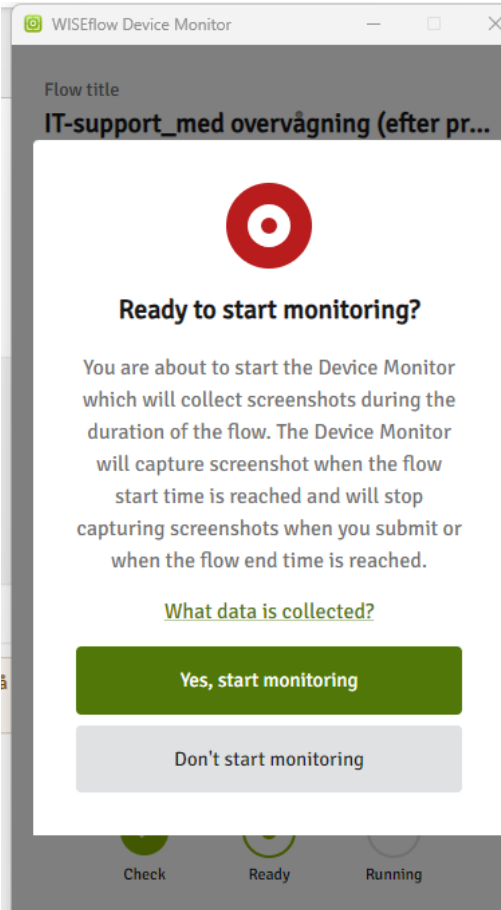 WISEflow Device Monitor
Flow title
IT-support_med overvågning (efter pr...
Ready to start monitoring?
You are about to start the Device Monitor
which will collect screenshots during the
duration of the flow. The Device Monitor
will capture screenshot when the flow
start time is reached and will stop
capturing screenshots when you submit or
when the flow end time is reached.
What data is collected?
Yes, start monitoring
å
Don't start monitoring
Check
Ready
Running